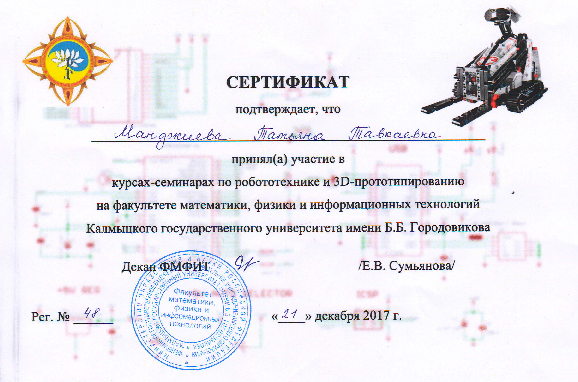 СЕРТИФИКАТ
подтверждает, что
Манджиева Татьяна
принял(а) участие в
курсах-семинарах по робототехнике и 3D-прототипированию
на факультете математики, физики и информационных технологий
Калмыцкого государственного университета имени Б.Б. Городовикова
Декан ФМФИТ /Е.В. Сумьянова/
Факультет
математики,
физики и
информационных
технологий
Рег. № 48 « 21 » декабря 2017 г.